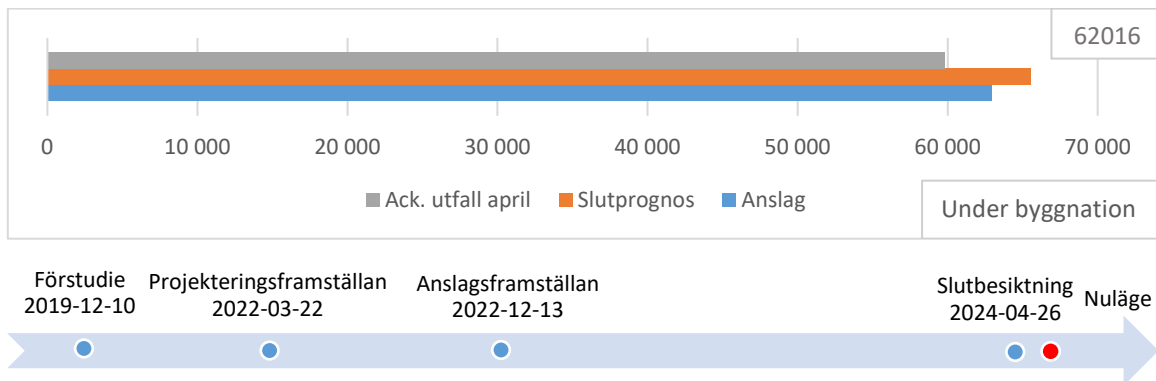 62016
0
10 000
20 000
30 000
40 000
50 000
60 000
70 000
Ack. utfall april
Slutprognos
Anslag
Under byggnation
Förstudie
2019-12-10
Projekteringsframställan
2022-03-22
Anslagsframställan
2022-12-13
Slutbesiktning
2024-04-26
Nuläge